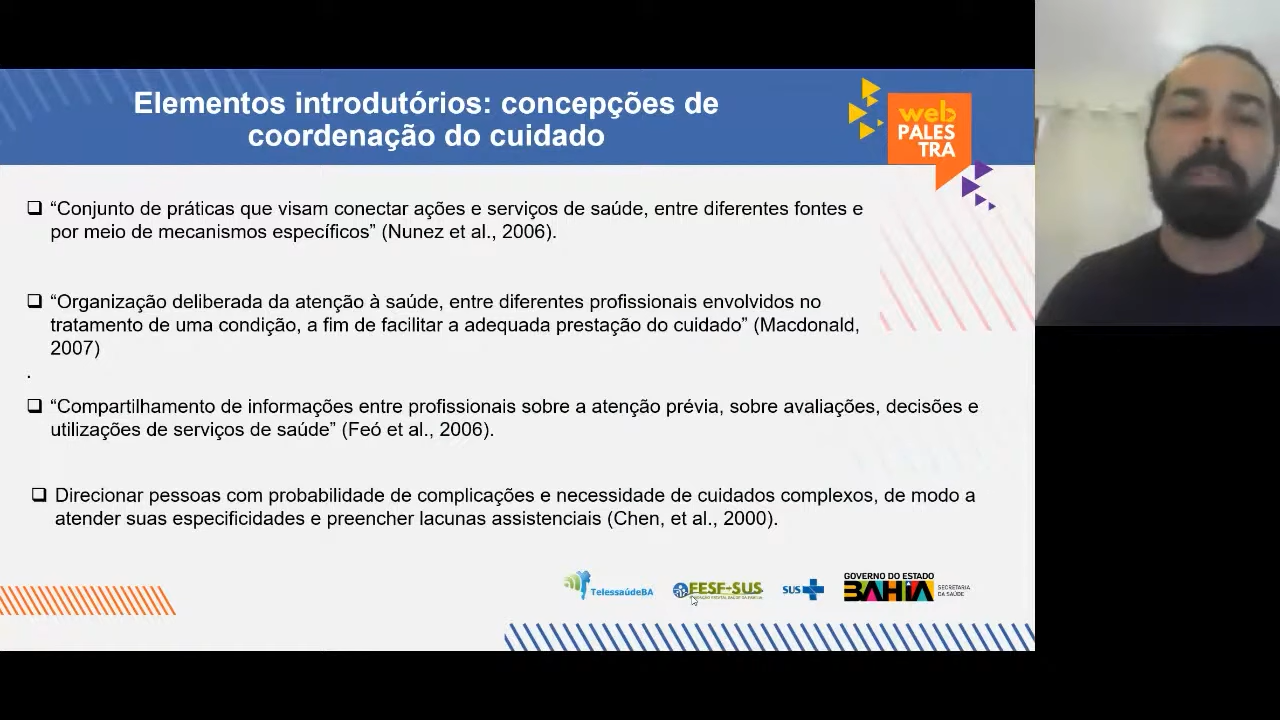 Elementos introdutórios: concepções de
coordenação do cuidado
web
PALES
TRA
❑ “Conjunto de práticas que visam conectar ações e serviços de saúde, entre diferentes fontes e
por meio de mecanismos específicos” (Nunez et al., 2006).
❑ “Organização deliberada da atenção à saúde, entre diferentes profissionais envolvidos no
tratamento de uma condição, a fim de facilitar a adequada prestação do cuidado” (Macdonald,
2007)
.
❑ “Compartilhamento de informações entre profissionais sobre a atenção prévia, sobre avaliações, decisões e
utilizações de serviços de saúde” (Feó et al., 2006).
❑ Direcionar pessoas com probabilidade de complicações e necessidade de cuidados complexos, de modo a
atender suas especificidades e preencher lacunas assistenciais (Chen, et al., 2000).
TelessaúdeBA
FESF-SUS
SUS
GOVERNO DO ESTADO
BAHIA
SECRETARIA
DA SAÚDE